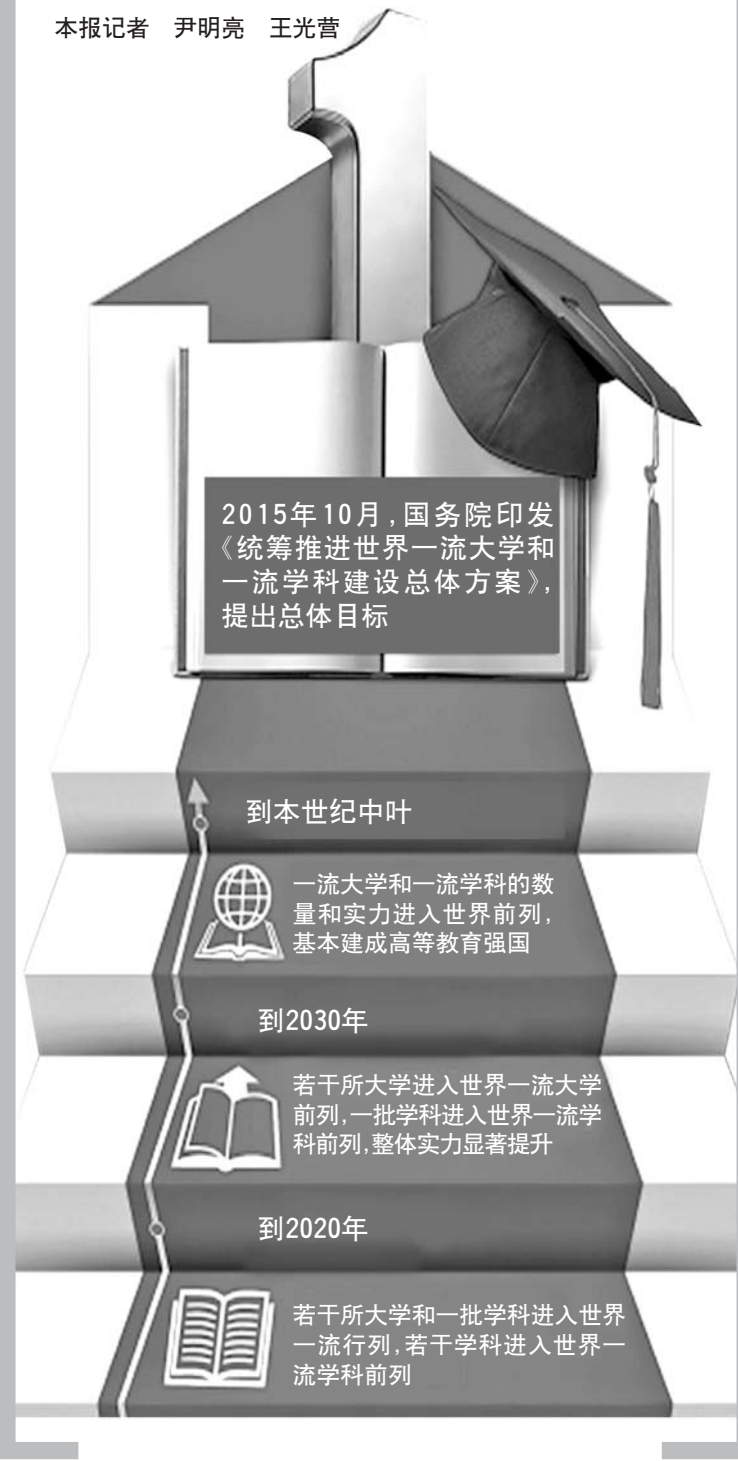 本报记者 尹明亮 王光营
2015年10月,国务院印发
《统筹推进世界一流大学和
一流学科建设总体方案》,
提出总体目标
到本世纪中叶
一流大学和一流学科的数
量和实力进入世界前列,
基本建成高等教育强国
到2030年
若干所大学进入世界一流大学
前列,一批学科进入世界一流学
科前列,整体实力显著提升
到2020年
若干所大学和一批学科进入世界
一流行列,若干学科进入世界一
流学科前列